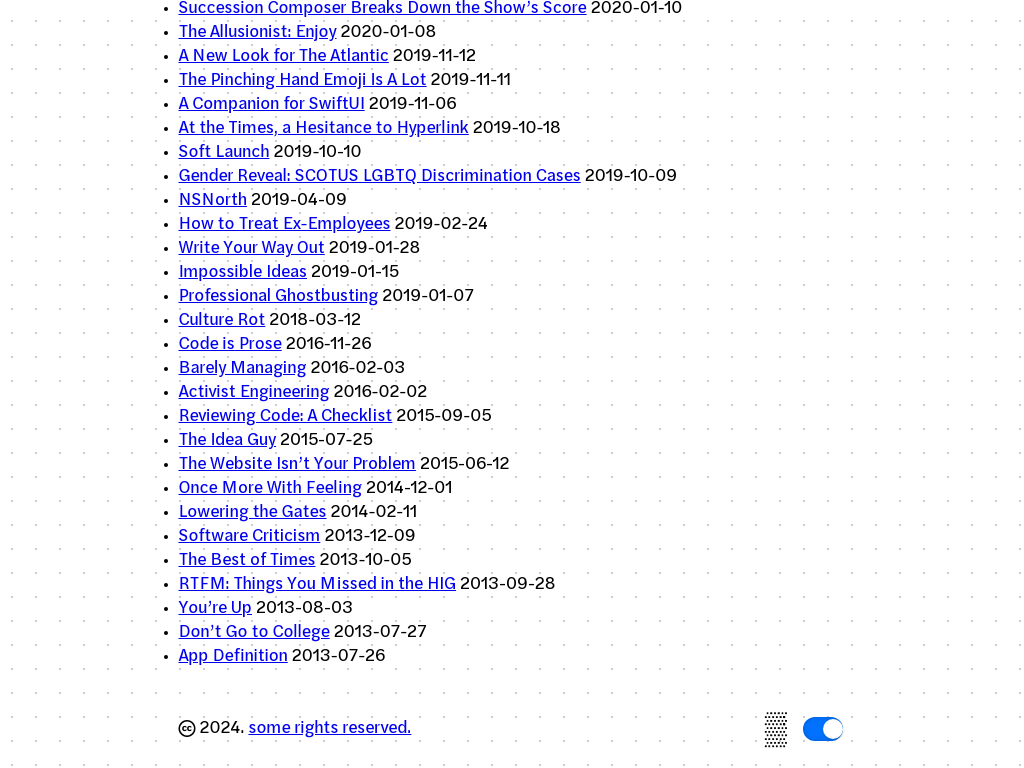 Succession Composer Breaks Down the Show’s Score 2020-01-10
The Allusionist: Enjoy 2020-01-08
A New Look for The Atlantic 2019-11-12
The Pinching Hand Emoji Is A Lot 2019-11-11
A Companion for SwiftUI 2019-11-06
At the Times, a Hesitance to Hyperlink 2019-10-18
Soft Launch 2019-10-10
Gender Reveal: SCOTUS LGBTQ Discrimination Cases 2019-10-09
NSNorth 2019-04-09
How to Treat Ex-Employees 2019-02-24
Write Your Way Out 2019-01-28
Impossible Ideas 2019-01-15
Professional Ghostbusting 2019-01-07
Culture Rot 2018-03-12
Code is Prose 2016-11-26
Barely Managing 2016-02-03
Activist Engineering 2016-02-02
Reviewing Code: A Checklist 2015-09-05
The Idea Guy 2015-07-25
The Website Isn’t Your Problem 2015-06-12
Once More With Feeling 2014-12-01
Lowering the Gates 2014-02-11
Software Criticism 2013-12-09
The Best of Times 2013-10-05
RTFM: Things You Missed in the HIG 2013-09-28
You’re Up 2013-08-03
Don’t Go to College 2013-07-27
App Definition 2013-07-26
🅭 2024. some rights reserved.